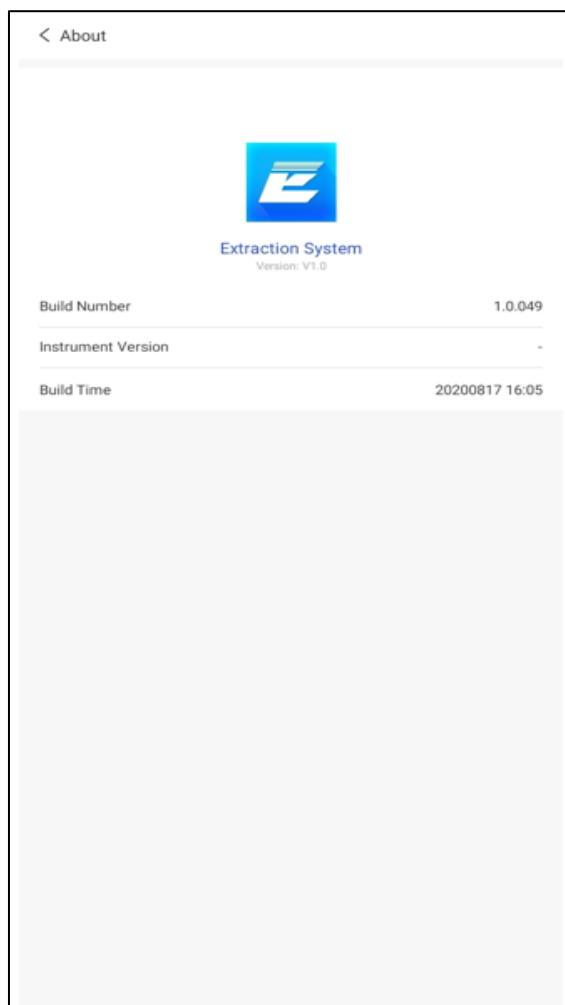 < About
Extraction System
Version: V1.0
Build Number 1.0.049
Instrument Version -
Build Time 20200817 16:05